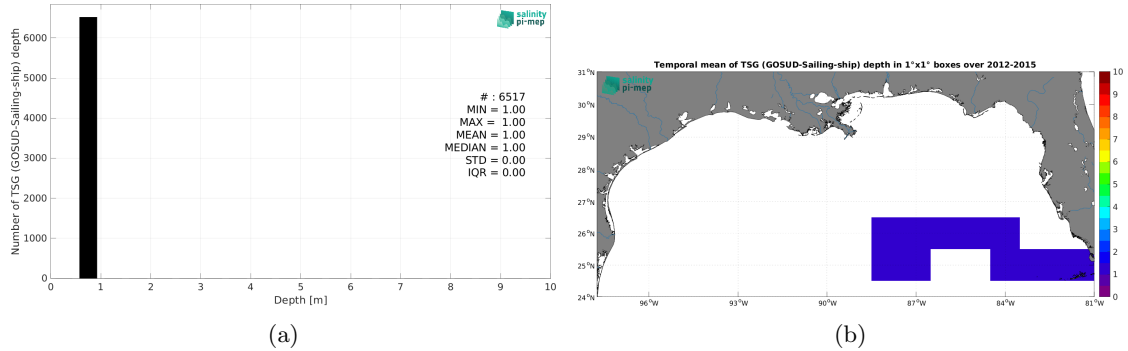 salinity
pi-mep
# : 6517
MIN = 1.00
MAX = 1.00
MEAN = 1.00
MEDIAN = 1.00
STD = 0.00
IQR = 0.00
Number of TSG (GOSUD-Sailing-ship) depth
6000
5000
4000
3000
2000
1000
0
0 1 2 3 4 5 6 7 8 9 10
Depth [m]
(a)
Temporal mean of TSG (GOSUD-Sailing-ship) depth in 1°x1° boxes over 2012-2015
salinity
pi-mep
31°N
30°N
29°N
28°N
27°N
26°N
25°N
24°N
96°W 93°W 90°W 87°W 84°W 81°W
10
9
8
7
6
5
4
3
2
1
0
(b)